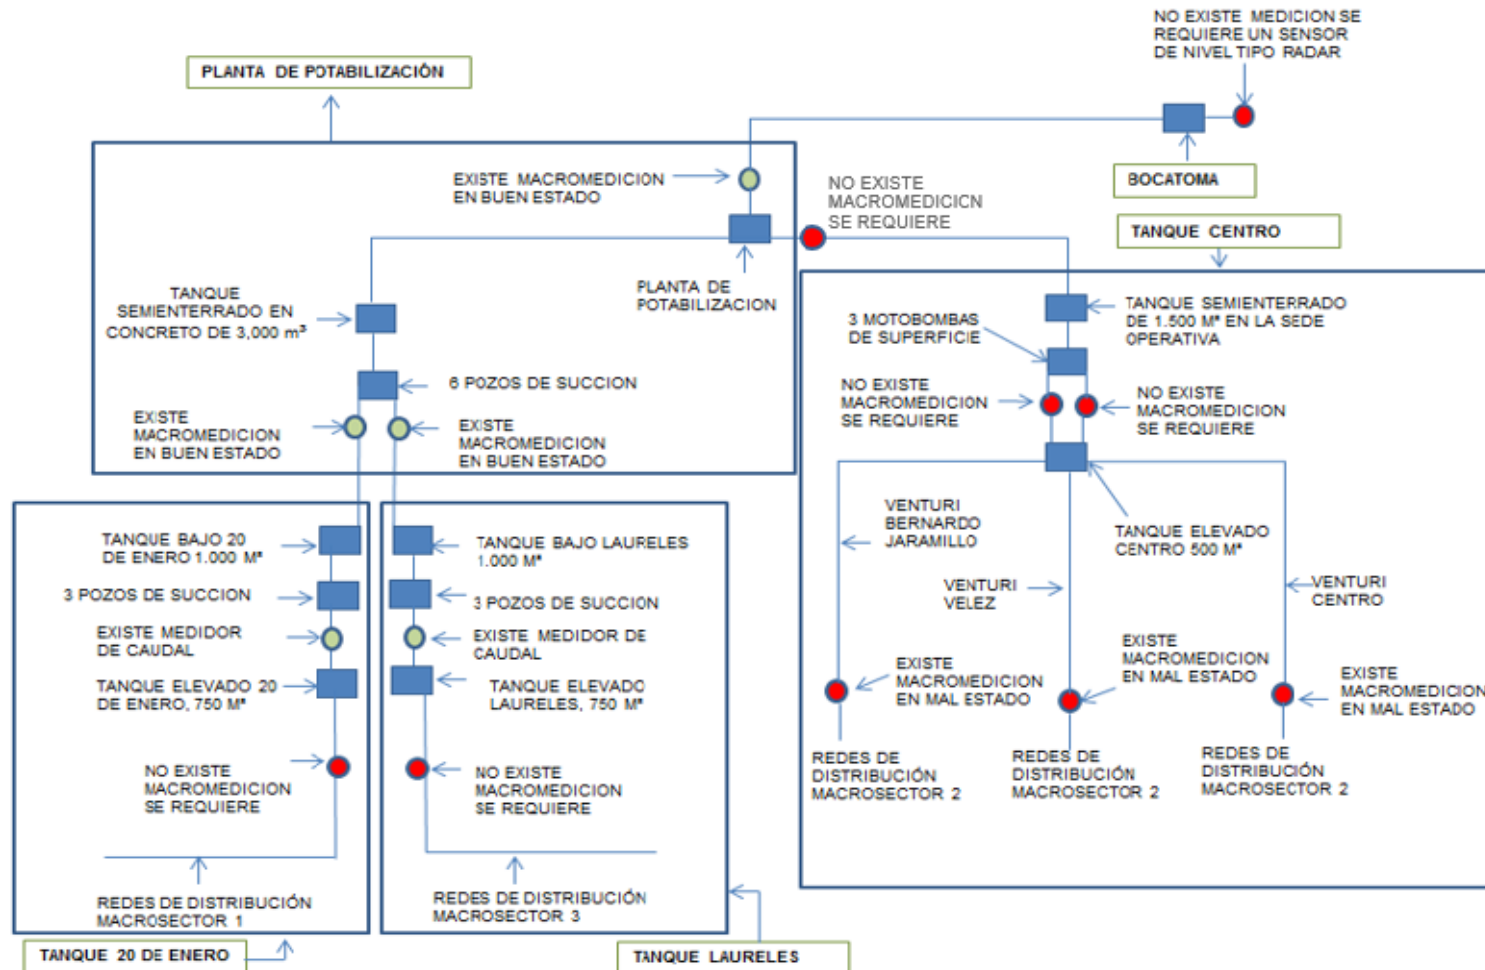 NO EXISTE MEDICION SE
REQUIERE UN SENSOR
DE NIVEL TIPO RADAR
PLANTA DE POTABILIZACIÓN
BOCATOMA
EXISTE MACROMEDICION
EN BUEN ESTADO
NO EXISTE
MACROMEDICICN
SE REQUIERE
TANQUE CENTRO
PLANTA DE
POTABILIZACION
TANQUE
SEMIENTERRADO EN
CONCRETO DE 3,000 m³
TANQUE SEMIENTERRADO
DE 1.500 M³ EN LA SEDE
OPERATIVA
3 MOTOBOMBAS
DE SUPERFICIE
6 POZOS DE SUCCION
NO EXISTE
MACROMEDICION
SE REQUIERE
NO EXISTE
MACROMEDICION
SE REQUIERE
EXISTE
MACROMEDICION
EN BUEN ESTADO
EXISTE
MACROMEDICION
EN BUEN ESTADO
VENTURI
BERNARDO
JARAMILLO
TANQUE ELEVADO
CENTRO 500 M³
TANQUE BAJO 20
DE ENERO 1.000 M³
TANQUE BAJO LAURELES
1.000 M³
VENTURI
VELEZ
VENTURI
CENTRO
3 POZOS DE SUCCION
3 POZOS DE SUCCION
EXISTE MEDIDOR
DE CAUDAL
EXISTE MEDIDOR DE
CAUDAL
TANQUE ELEVADO 20
DE ENERO, 750 M³
TANQUE ELEVADO
LAURELES, 750 M³
EXISTE
MACROMEDICION
EN MAL ESTADO
EXISTE
MACROMEDICION
EN MAL ESTADO
EXISTE
MACROMEDICION
EN MAL ESTADO
NO EXISTE
MACROMEDICION
SE REQUIERE
NO EXISTE
MACROMEDICION
SE REQUIERE
REDES DE
DISTRIBUCIÓN
MACROSECTOR 2
REDES DE
DISTRIBUCIÓN
MACROSECTOR 2
REDES DE
DISTRIBUCIÓN
MACROSECTOR 2
REDES DE DISTRIBUCIÓN
MACROSECTOR 1
REDES DE DISTRIBUCIÓN
MACROSECTOR 3
TANQUE 20 DE ENERO
TANQUE LAURELES